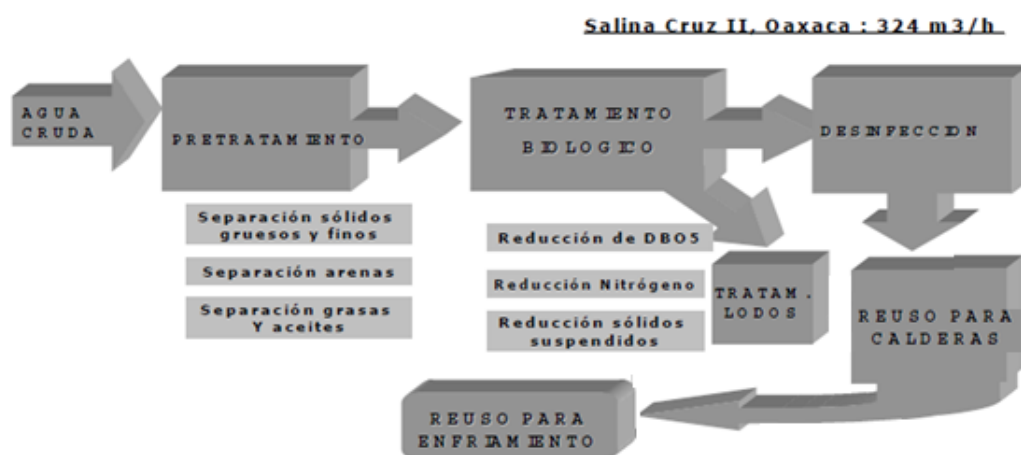 Salina Cruz II, Oaxaca : 324 m3/h
AGUA
CRUDA
PRETRATAMIENTO
TRATAMIENTO
BIOLOGICO
DESINFECCION
Separación sólidos
gruesos y finos
Separación arenas
Separación grasas
Y aceites
Reducción de DBO5
Reducción Nitrógeno
Reducción sólidos
suspendidos
TRATAM.
LODOS
REUSO PARA
CALDERAS
REUSO PARA
ENFRIAMIENTO